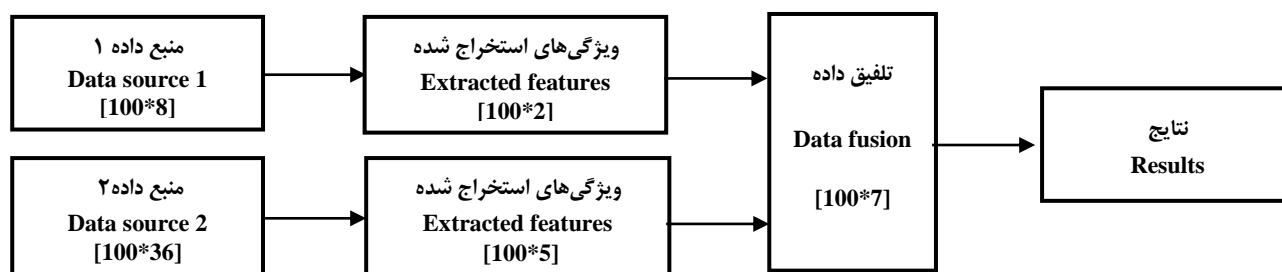 منبع داده ۱
Data source 1
[100*8]
ویژگی‌های استخراج شده
Extracted features
[100*2]
منبع داده۲
Data source 2
[100*36]
ویژگی‌های استخراج شده
Extracted features
[100*5]
تلفیق داده
Data fusion
[100*7]
نتایج
Results